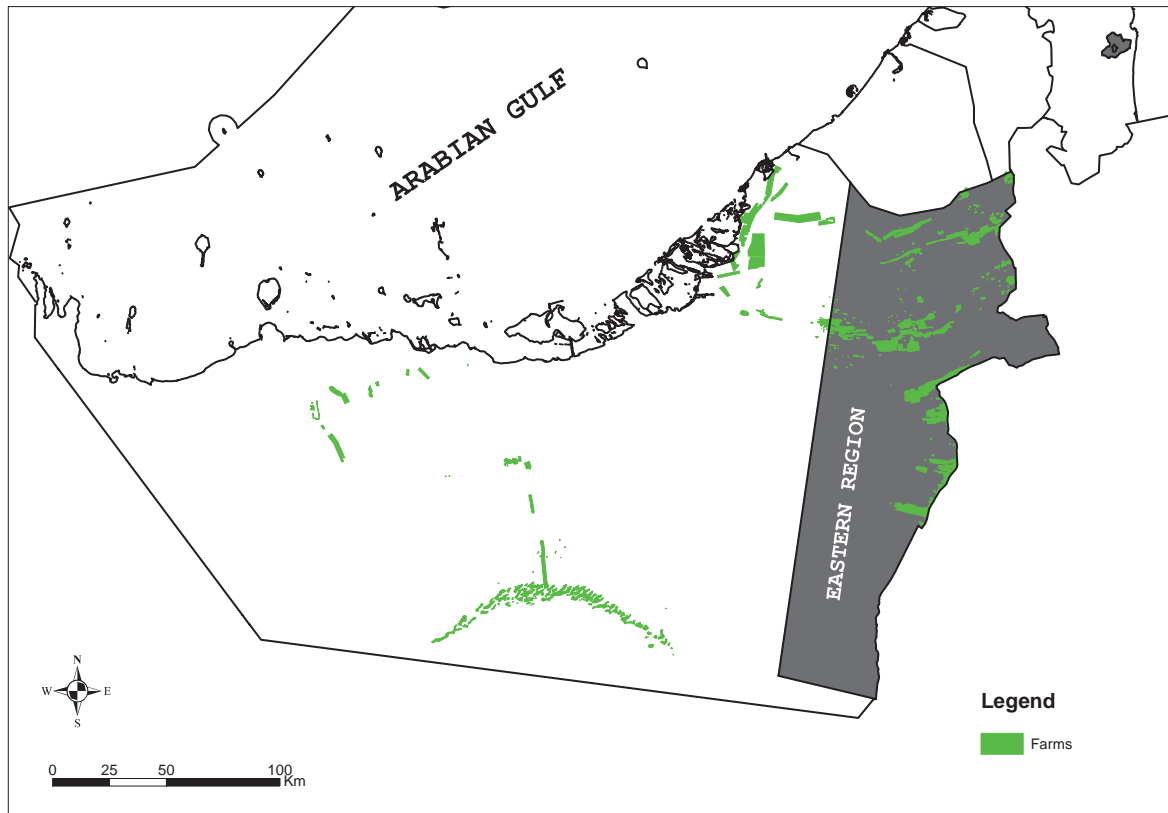 ARABIAN GULF
EASTERN REGION
N
W E
S
Legend
Farms
0 25 50 100
Km